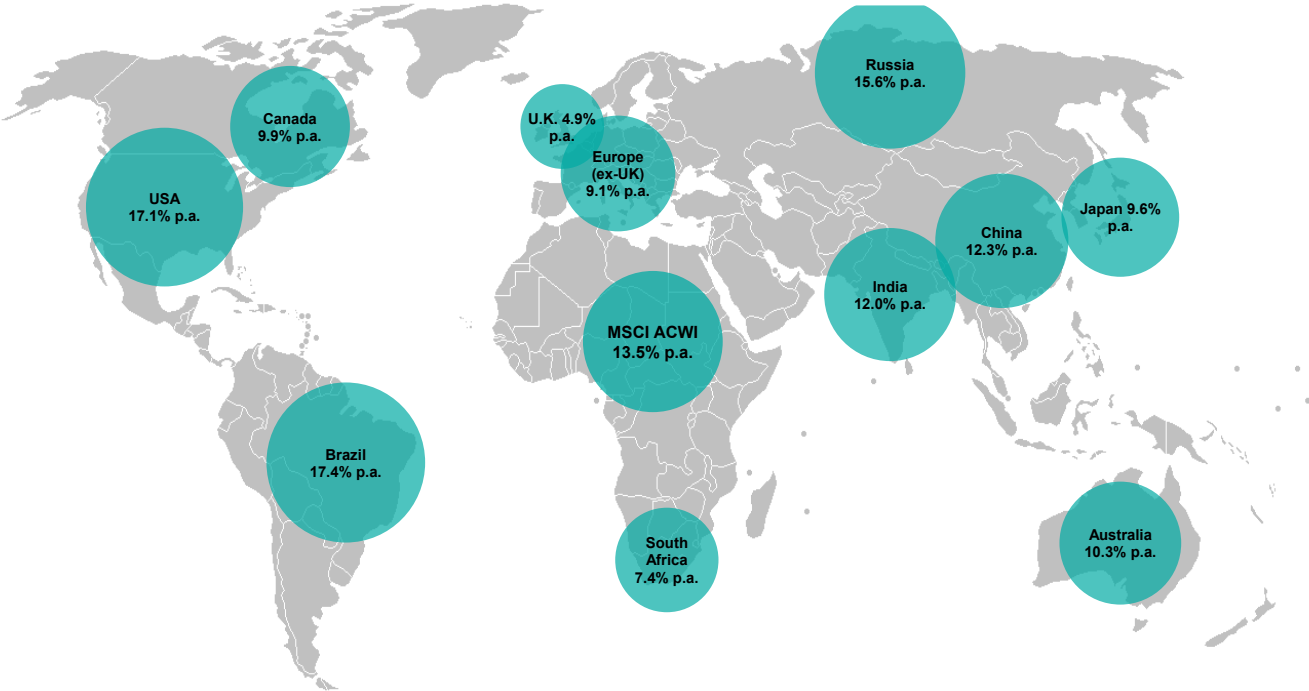 Russia
15.6% p.a.
Canada
9.9% p.a.
U.K. 4.9%
p.a.
Europe
(ex-UK)
9.1% p.a.
USA
17.1% p.a.
Japan 9.6%
p.a.
China
12.3% p.a.
India
12.0% p.a.
MSCI ACWI
13.5% p.a.
Brazil
17.4% p.a.
South
Africa
7.4% p.a.
Australia
10.3% p.a.